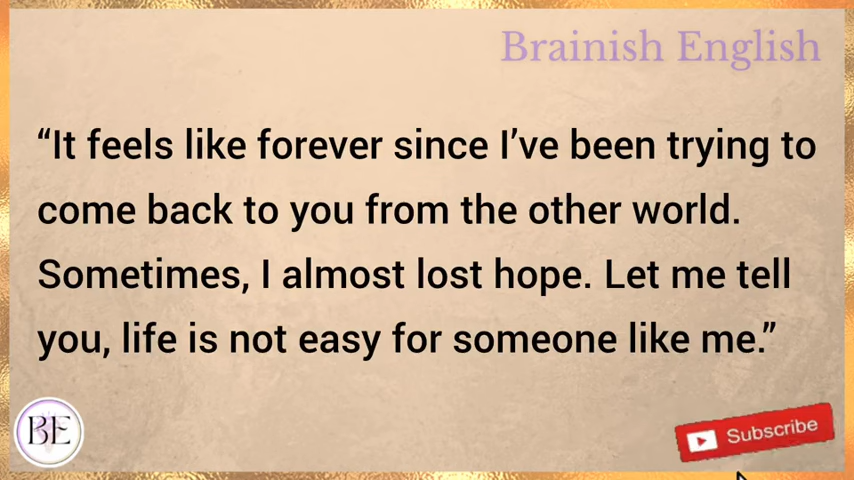 Brainish English
“It feels like forever since I’ve been trying to
come back to you from the other world.
Sometimes, I almost lost hope. Let me tell
you, life is not easy for someone like me.”
BE
Subscribe